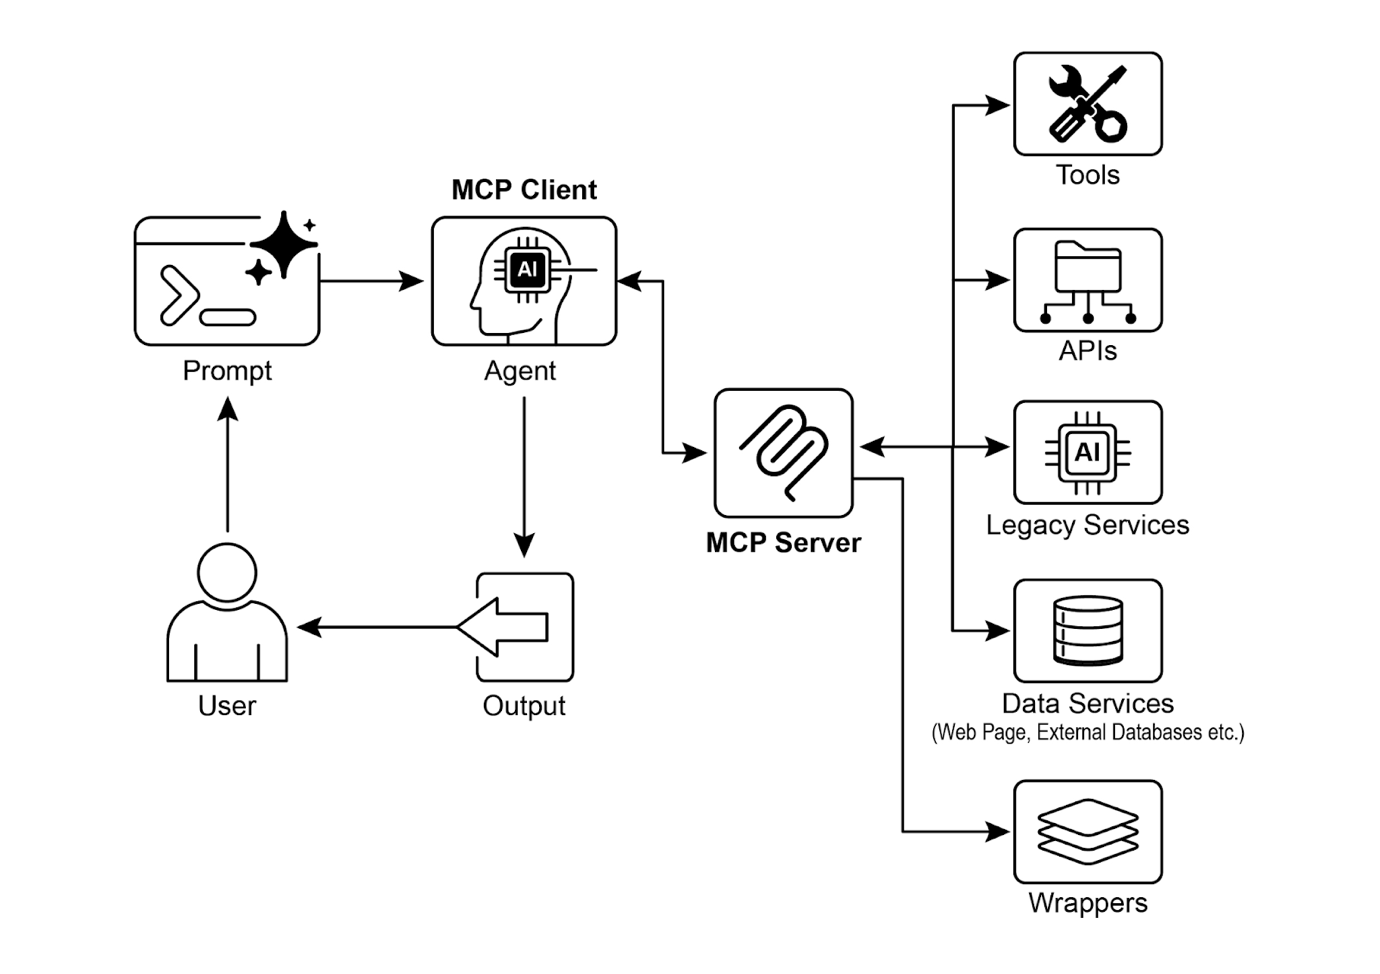 MCP Client
AI
Prompt
Agent
User
Output
MCP Server
Tools
APIs
AI
Legacy Services
Data Services
(Web Page, External Databases etc.)
Wrappers